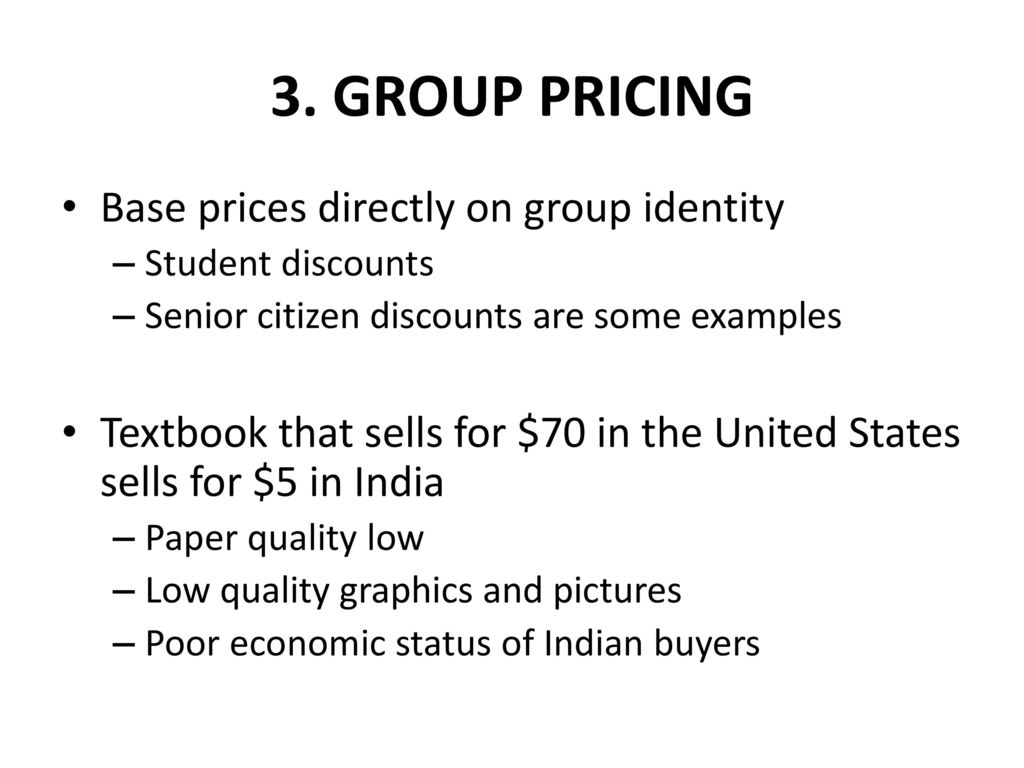 3. GROUP PRICING
• Base prices directly on group identity
– Student discounts
– Senior citizen discounts are some examples
• Textbook that sells for $70 in the United States
sells for $5 in India
– Paper quality low
– Low quality graphics and pictures
– Poor economic status of Indian buyers